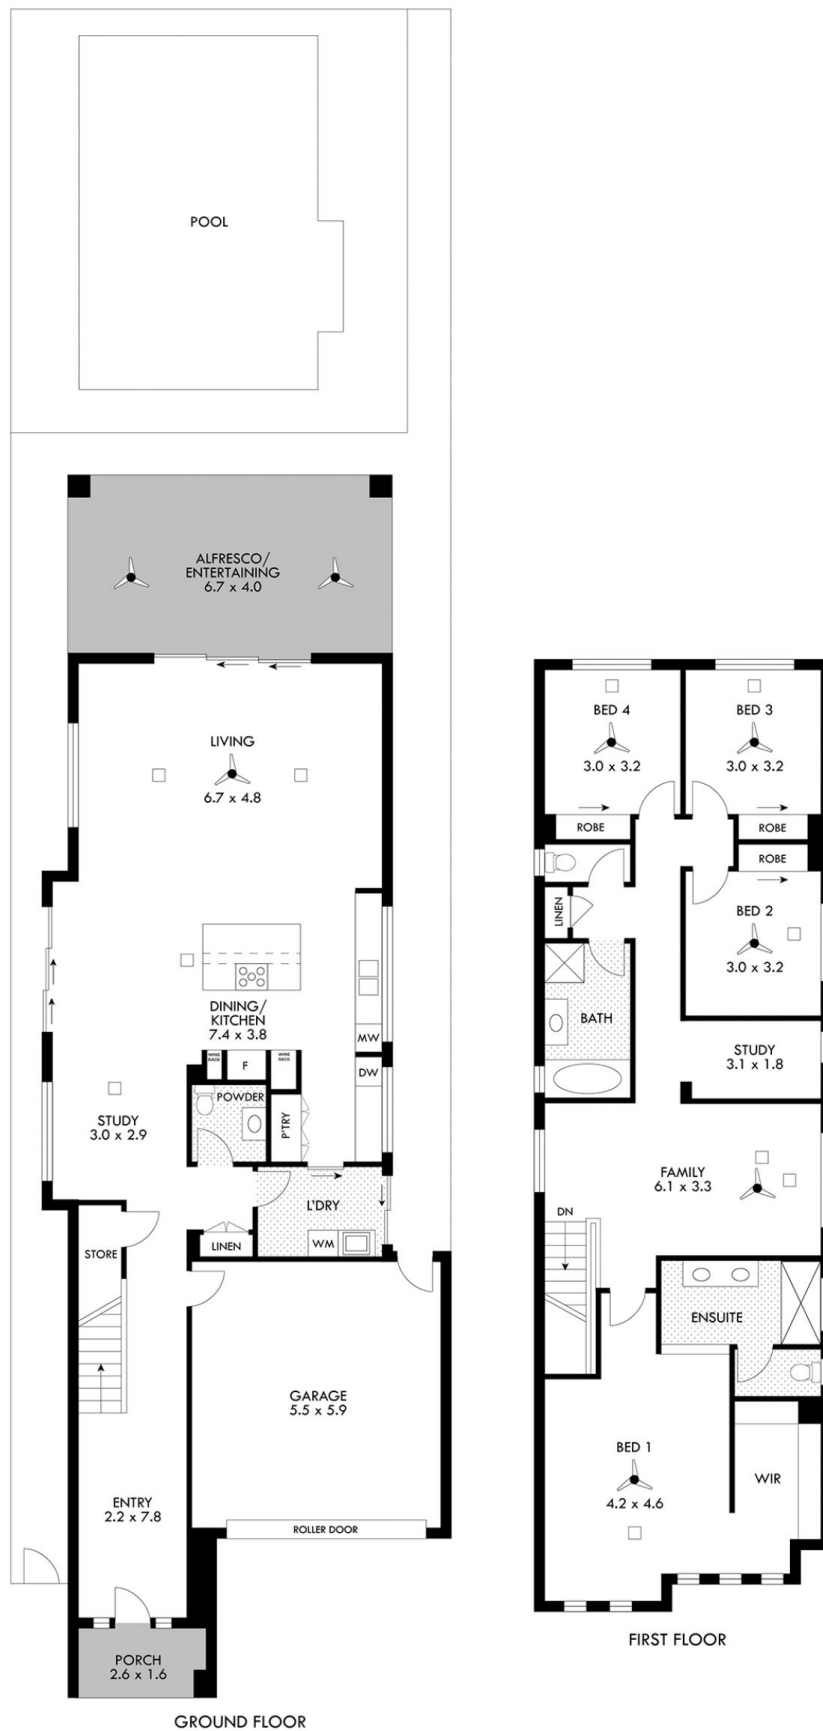 POOL
ALFRESCO/
ENTERTAINING
6.7 x 4.0
LIVING
6.7 x 4.8
DINING/
KITCHEN
7.4 x 3.8
MW
WINE
RACK
F
WINE
RACK
DW
POWDER
P'TRY
STUDY
3.0 x 2.9
L'DRY
WM
LINEN
STORE
GARAGE
5.5 x 5.9
ENTRY
2.2 x 7.8
ROLLER DOOR
PORCH
2.6 x 1.6
GROUND FLOOR
BED 4
3.0 x 3.2
ROBE
BED 3
3.0 x 3.2
ROBE
ROBE
LINEN
BED 2
3.0 x 3.2
BATH
STUDY
3.1 x 1.8
FAMILY
6.1 x 3.3
DN
ENSUITE
BED 1
4.2 x 4.6
WIR
FIRST FLOOR